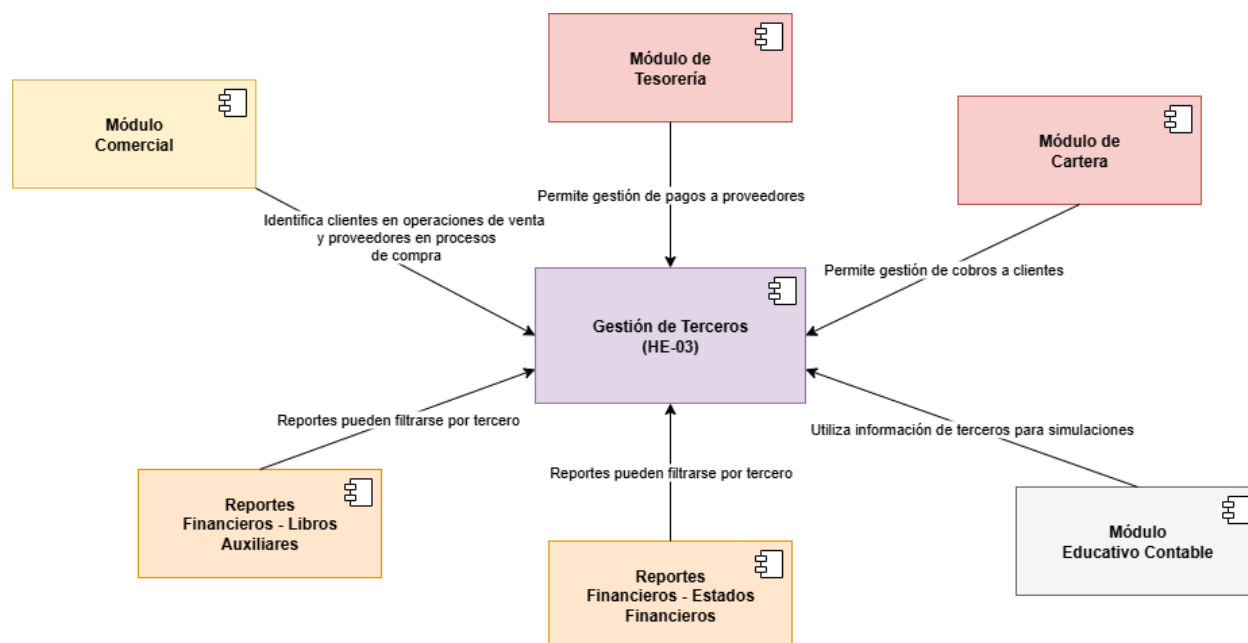 Módulo de
Tesorería
Módulo
Comercial
Módulo de
Cartera
Permite gestión de pagos a proveedores
Identifica clientes en operaciones de venta
y proveedores en procesos
de compra
Permite gestión de cobros a clientes
Gestión de Terceros
(HE-03)
Reportes pueden filtrarse por tercero
Utiliza información de terceros para simulaciones
Reportes pueden filtrarse por tercero
Reportes
Financieros - Libros
Auxiliares
Módulo
Educativo Contable
Reportes
Financieros - Estados
Financieros